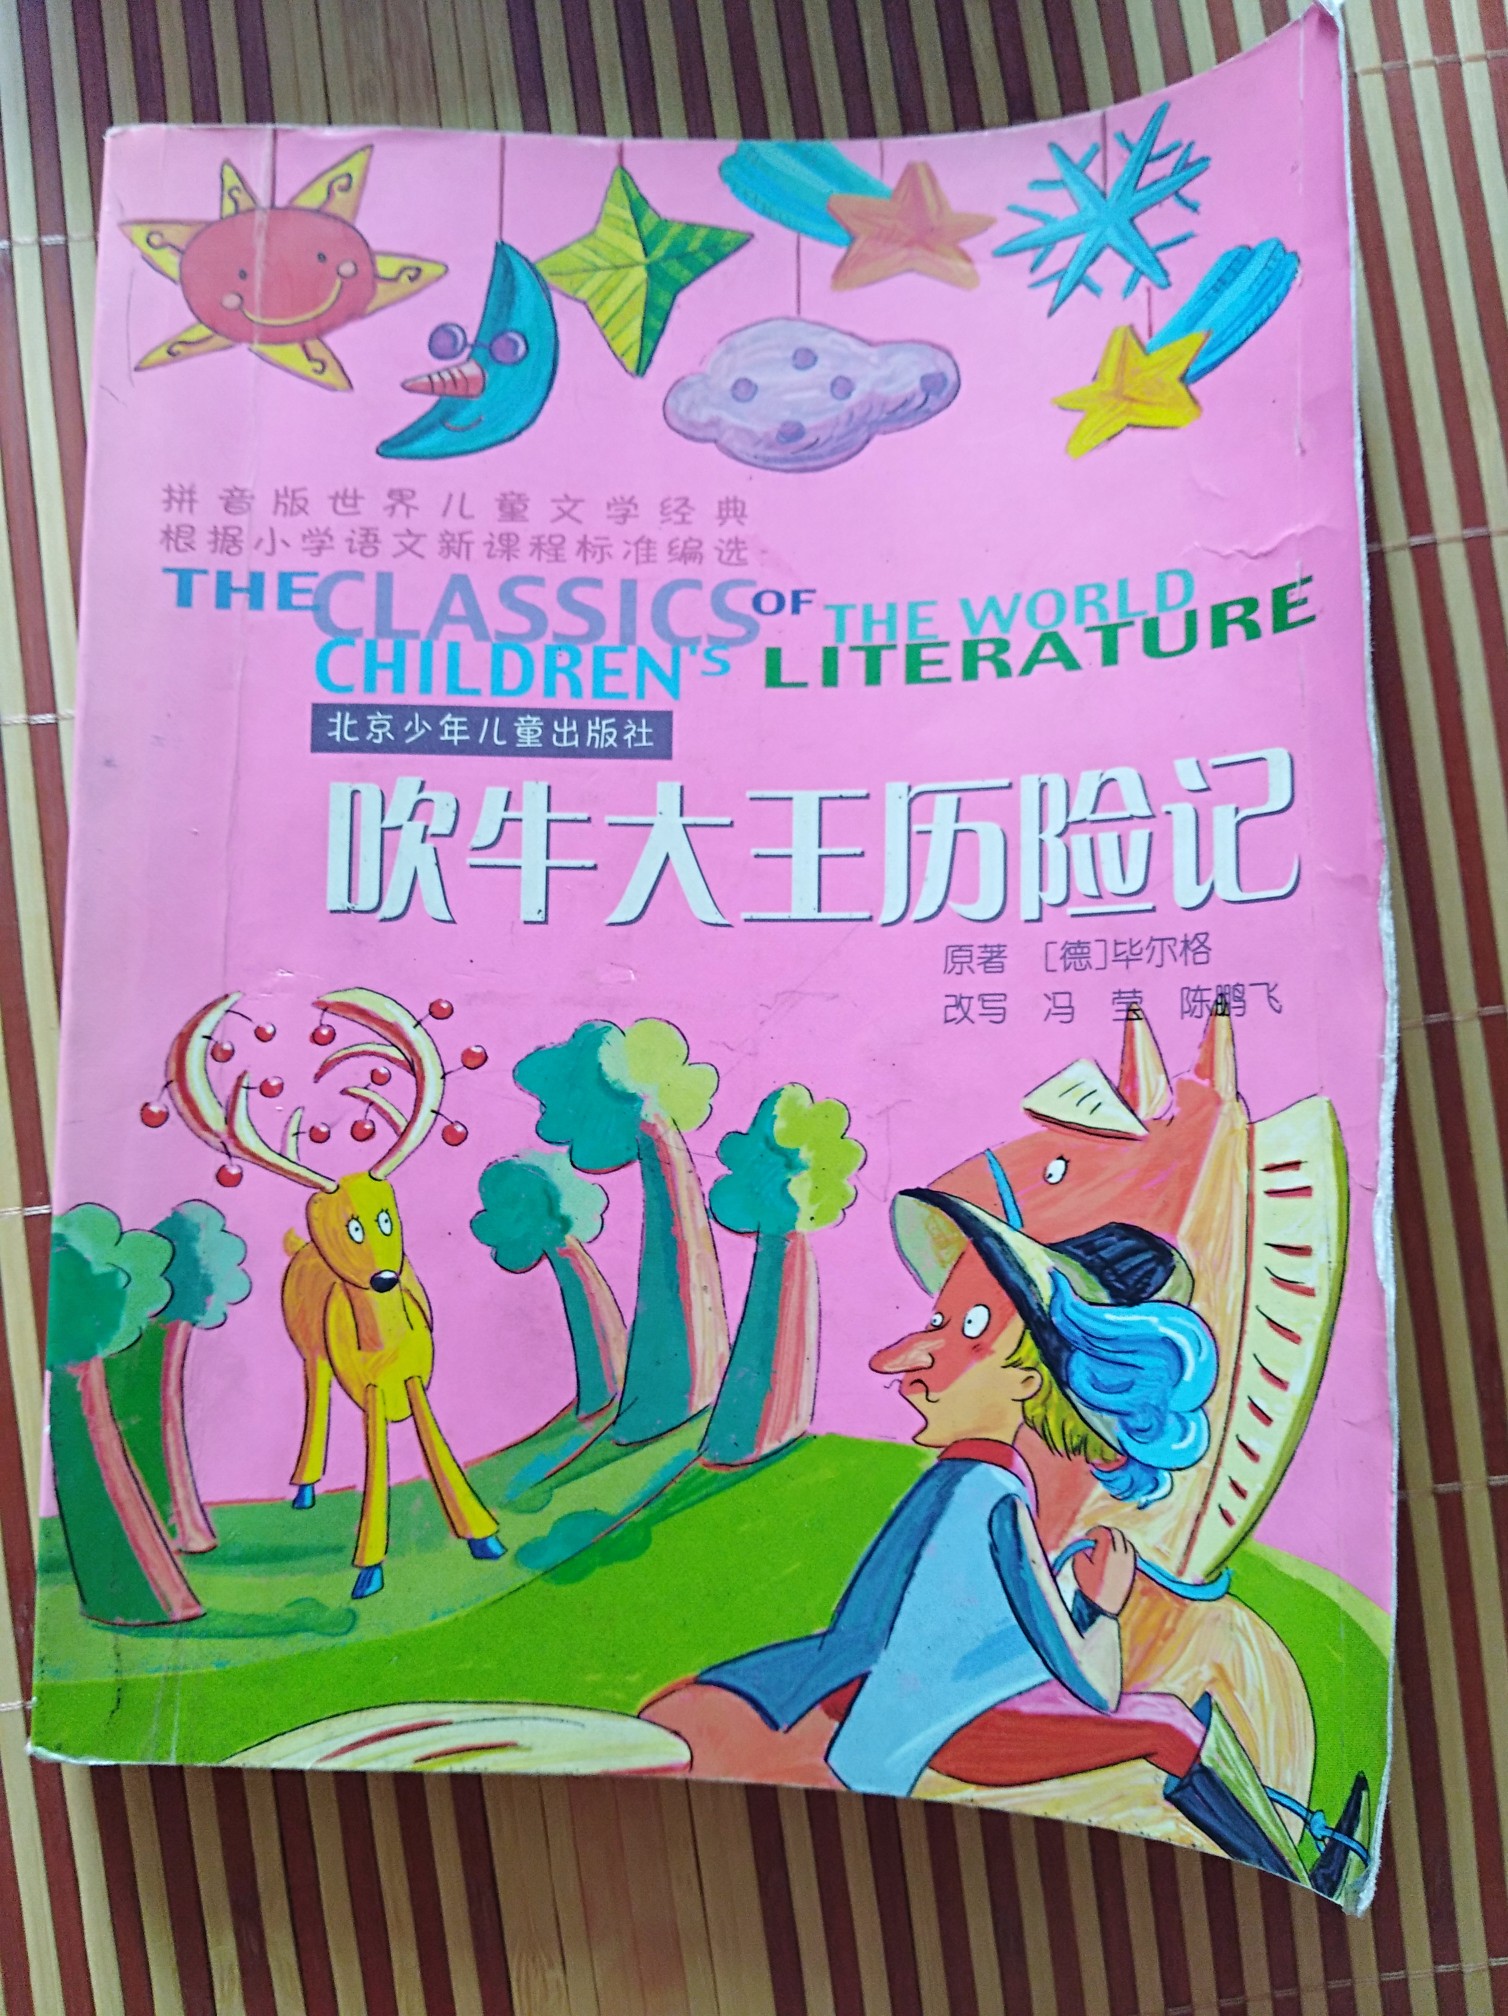 拼音版世界儿童文学经典
根据小学语文新课程标准编选
THE CLASSICS OF THE WORLD
CHILDREN'S LITERATURE
北京少年儿童出版社
吹牛大王历险记
原著 [德]毕尔格
改写 冯 莹 陈鹏飞